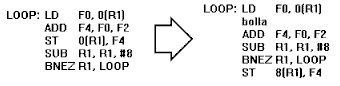 LOOP: LD F0, 0(R1)
ADD F4, F0, F2
ST 0(R1), F4
SUB R1, R1, #8
BNEZ R1, LOOP
LOOP: LD F0, 0(R1)
bolla
ADD F4, F0, F2
SUB R1, R1, #8
BNEZ R1, LOOP
ST 8(R1), F4